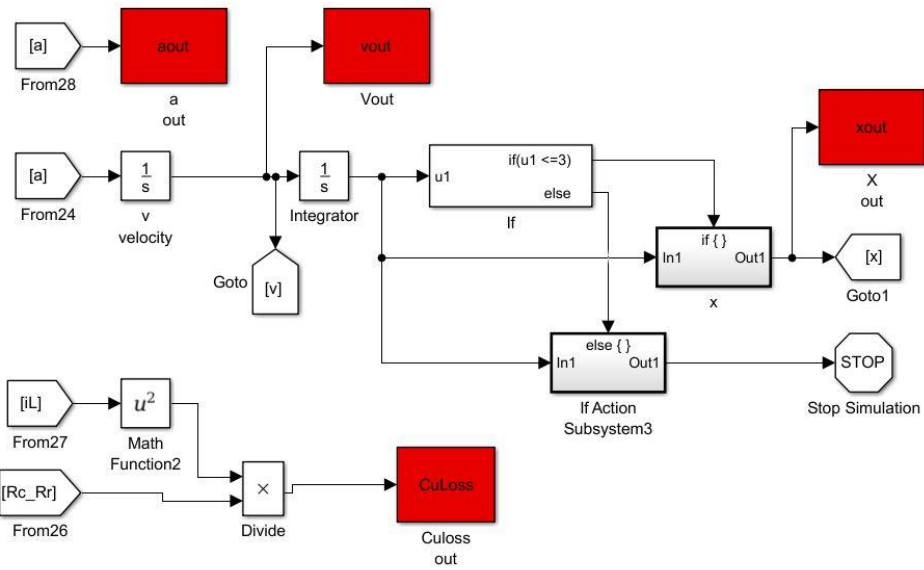 [a]
From28
aout
a
out
vout
Vout
[a]
From24
1
s
v
velocity
1
s
Integrator
Goto
[v]
u1
if(u1 <=3)
else
If
xout
X
out
if { }
In1
Out1
x
[x]
Goto1
else { }
In1
Out1
If Action
Subsystem3
STOP
Stop Simulation
[iL]
From27
u²
Math
Function2
[Rc_Rr]
From26
×
Divide
CuLoss
Culoss
out